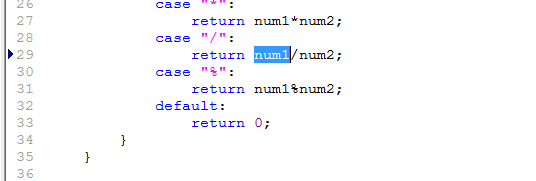 26 case "*":
27 return num1*num2;
28 case "/":
29 return num1/num2;
30 case "%":
31 return num1%num2;
32 default:
33 return 0;
34 }
35 }
36